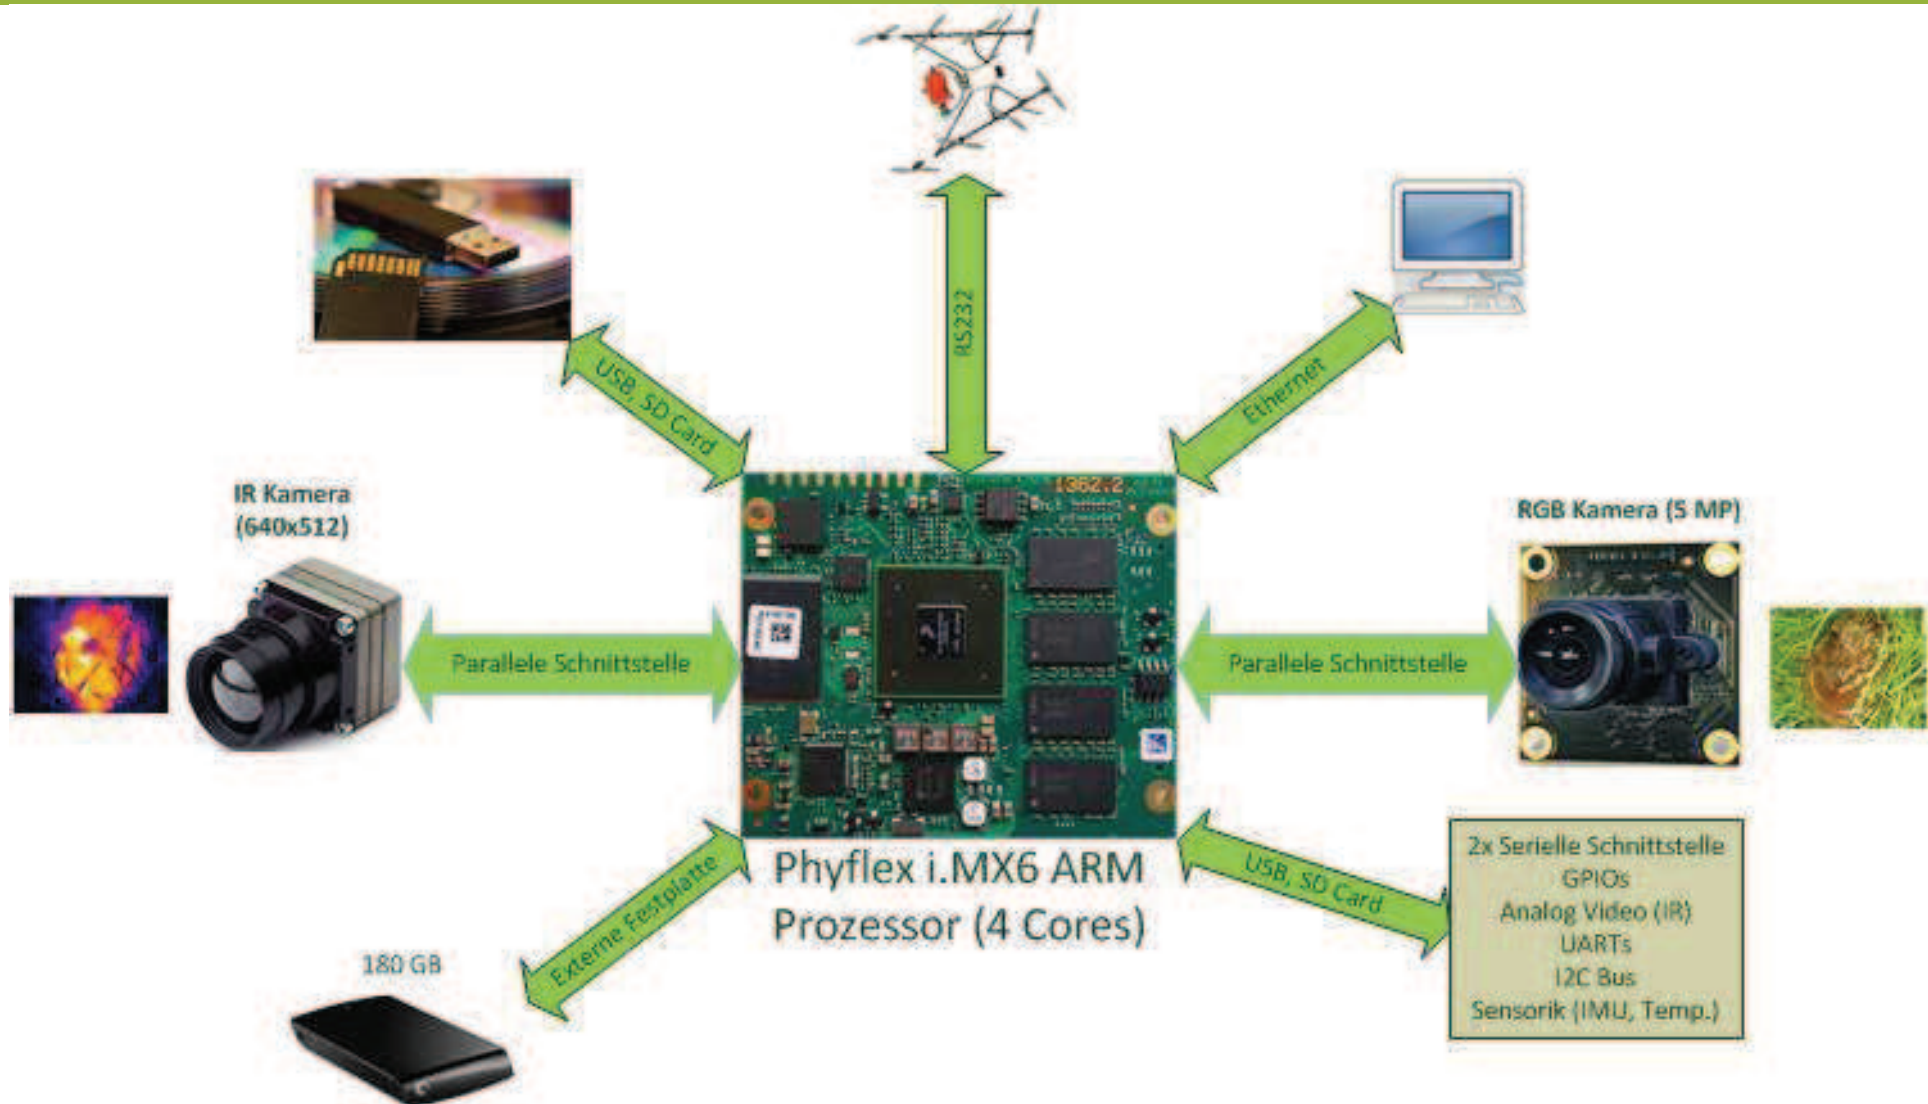 RS232
USB, SD Card
Ethernet
IR Kamera
(640x512)
1362.2
RGB Kamera (5 MP)
Parallele Schnittstelle
Parallele Schnittstelle
Phyflex i.MX6 ARM
Prozessor (4 Cores)
Externe Festplatte
180 GB
USB, SD Card
2x Serielle Schnittstelle
GPIOs
Analog Video (IR)
UARTs
I2C Bus
Sensorik (IMU, Temp.)